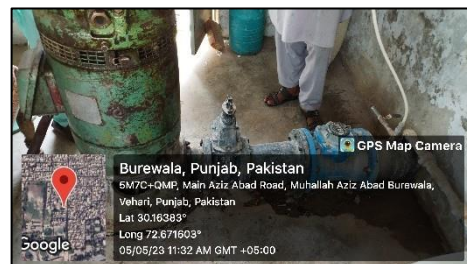 GPS Map Camera
Burewala, Punjab, Pakistan
5M7C+QMP, Main Aziz Abad Road, Muhallah Aziz Abad Burewala,
Vehari, Punjab, Pakistan
Lat 30.16383°
Long 72.671603°
05/05/23 11:32 AM GMT +05:00
Google